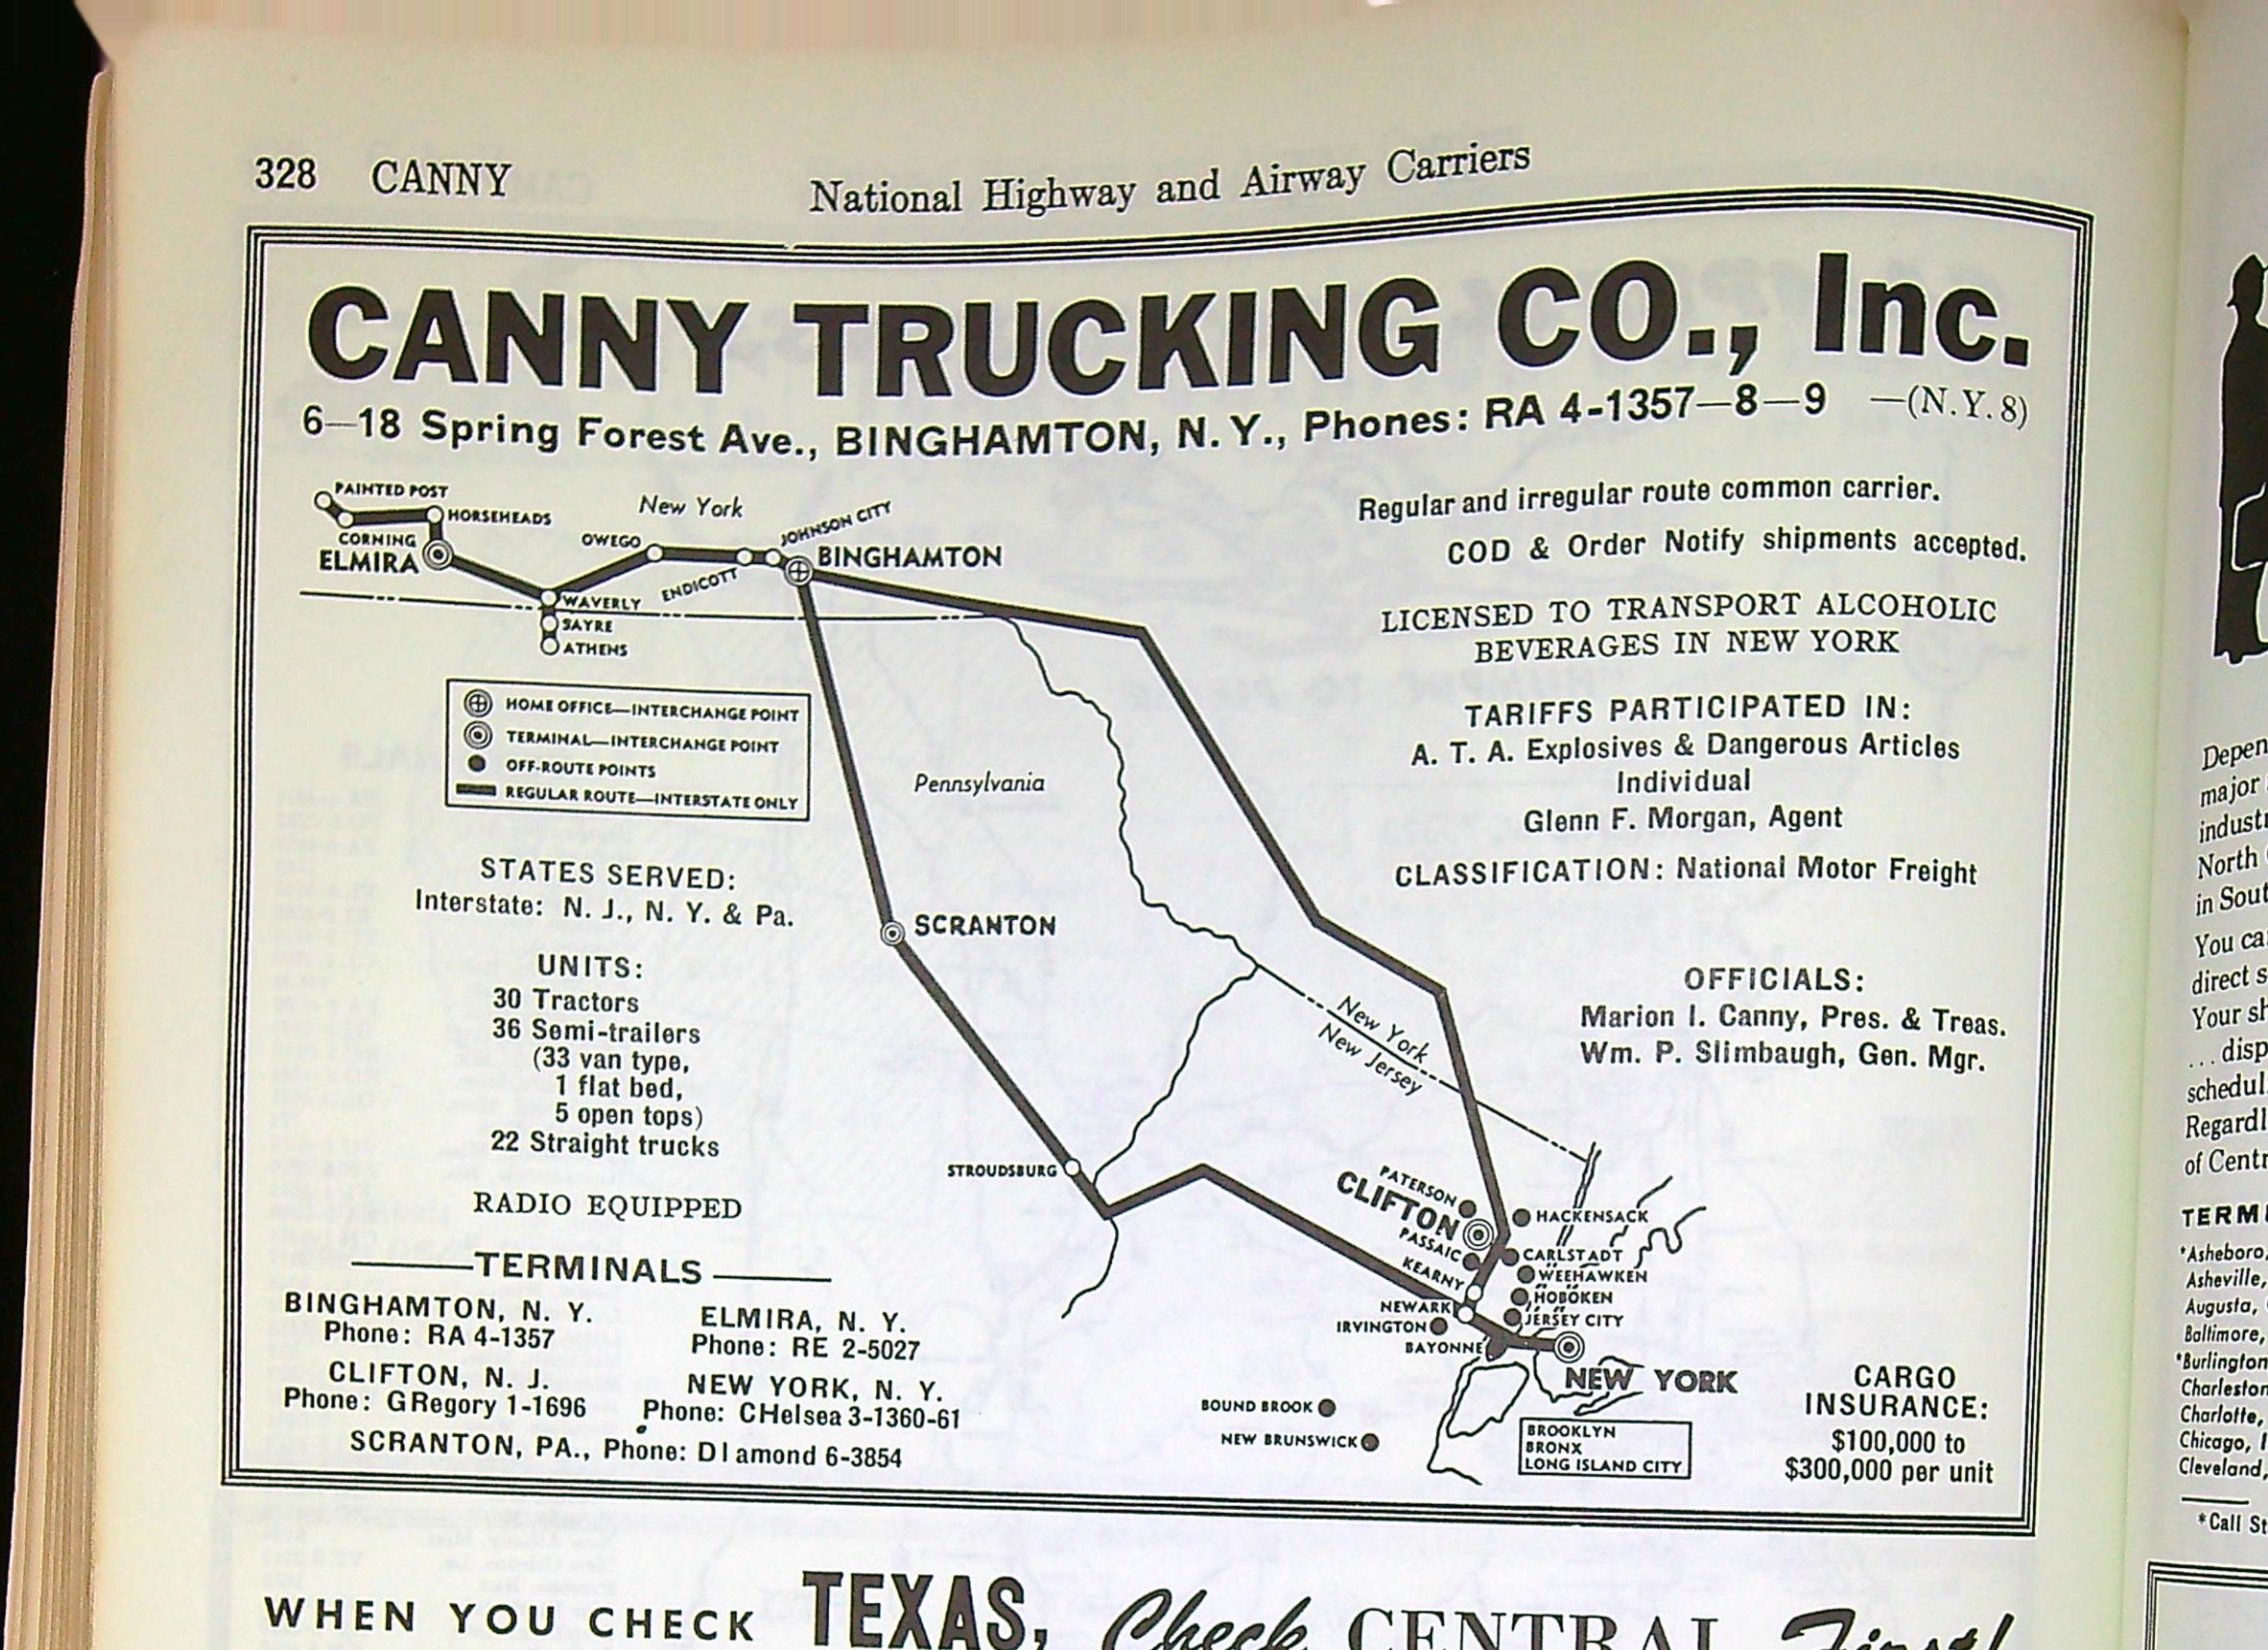 328 CANNY
National Highway and Airway Carriers
CANNY TRUCKING CO., Inc.
6—18 Spring Forest Ave., BINGHAMTON, N. Y., Phones: RA 4-1357—8—9 —(N.Y. 8)
PAINTED POST
HORSEHEADS
CORNING
ELMIRA
New York
OWEGO
ENDICOTT
JOHNSON CITY
BINGHAMTON
WAVERLY
SAYRE
ATHENS
HOME OFFICE—INTERCHANGE POINT
TERMINAL—INTERCHANGE POINT
OFF-ROUTE POINTS
REGULAR ROUTE—INTERSTATE ONLY
Pennsylvania
SCRANTON
STROUDSBURG
New York
New Jersey
PATERSON
CLIFTON
PASSAIC
KEARNY
NEWARK
IRVINGTON
BAYONNE
HACKENSACK
CARLSTADT
WEEHAWKEN
HOBOKEN
JERSEY CITY
NEW YORK
BOUND BROOK
NEW BRUNSWICK
BROOKLYN
BRONX
LONG ISLAND CITY
STATES SERVED:
Interstate: N. J., N. Y. & Pa.
UNITS:
30 Tractors
36 Semi-trailers
(33 van type,
1 flat bed,
5 open tops)
22 Straight trucks
RADIO EQUIPPED
TERMINALS
BINGHAMTON, N. Y.
Phone: RA 4-1357
ELMIRA, N. Y.
Phone: RE 2-5027
CLIFTON, N. J.
Phone: GRegory 1-1696
NEW YORK, N. Y.
Phone: CHelsea 3-1360-61
SCRANTON, PA., Phone: DIamond 6-3854
Regular and irregular route common carrier.
COD & Order Notify shipments accepted.
LICENSED TO TRANSPORT ALCOHOLIC
BEVERAGES IN NEW YORK
TARIFFS PARTICIPATED IN:
A. T. A. Explosives & Dangerous Articles
Individual
Glenn F. Morgan, Agent
CLASSIFICATION: National Motor Freight
OFFICIALS:
Marion I. Canny, Pres. & Treas.
Wm. P. Slimbaugh, Gen. Mgr.
CARGO
INSURANCE:
$100,000 to
$300,000 per unit
WHEN YOU CHECK TEXAS, Check CENTRAL First!
Depen
major
industr
North
in Sout
You ca
direct s
Your sh
... disp
schedul
Regardl
of Centr
TERM
*Asheboro,
Asheville,
Augusta,
Baltimore,
*Burlington
Charleston
Charlotte,
Chicago, I
Cleveland,
*Call St